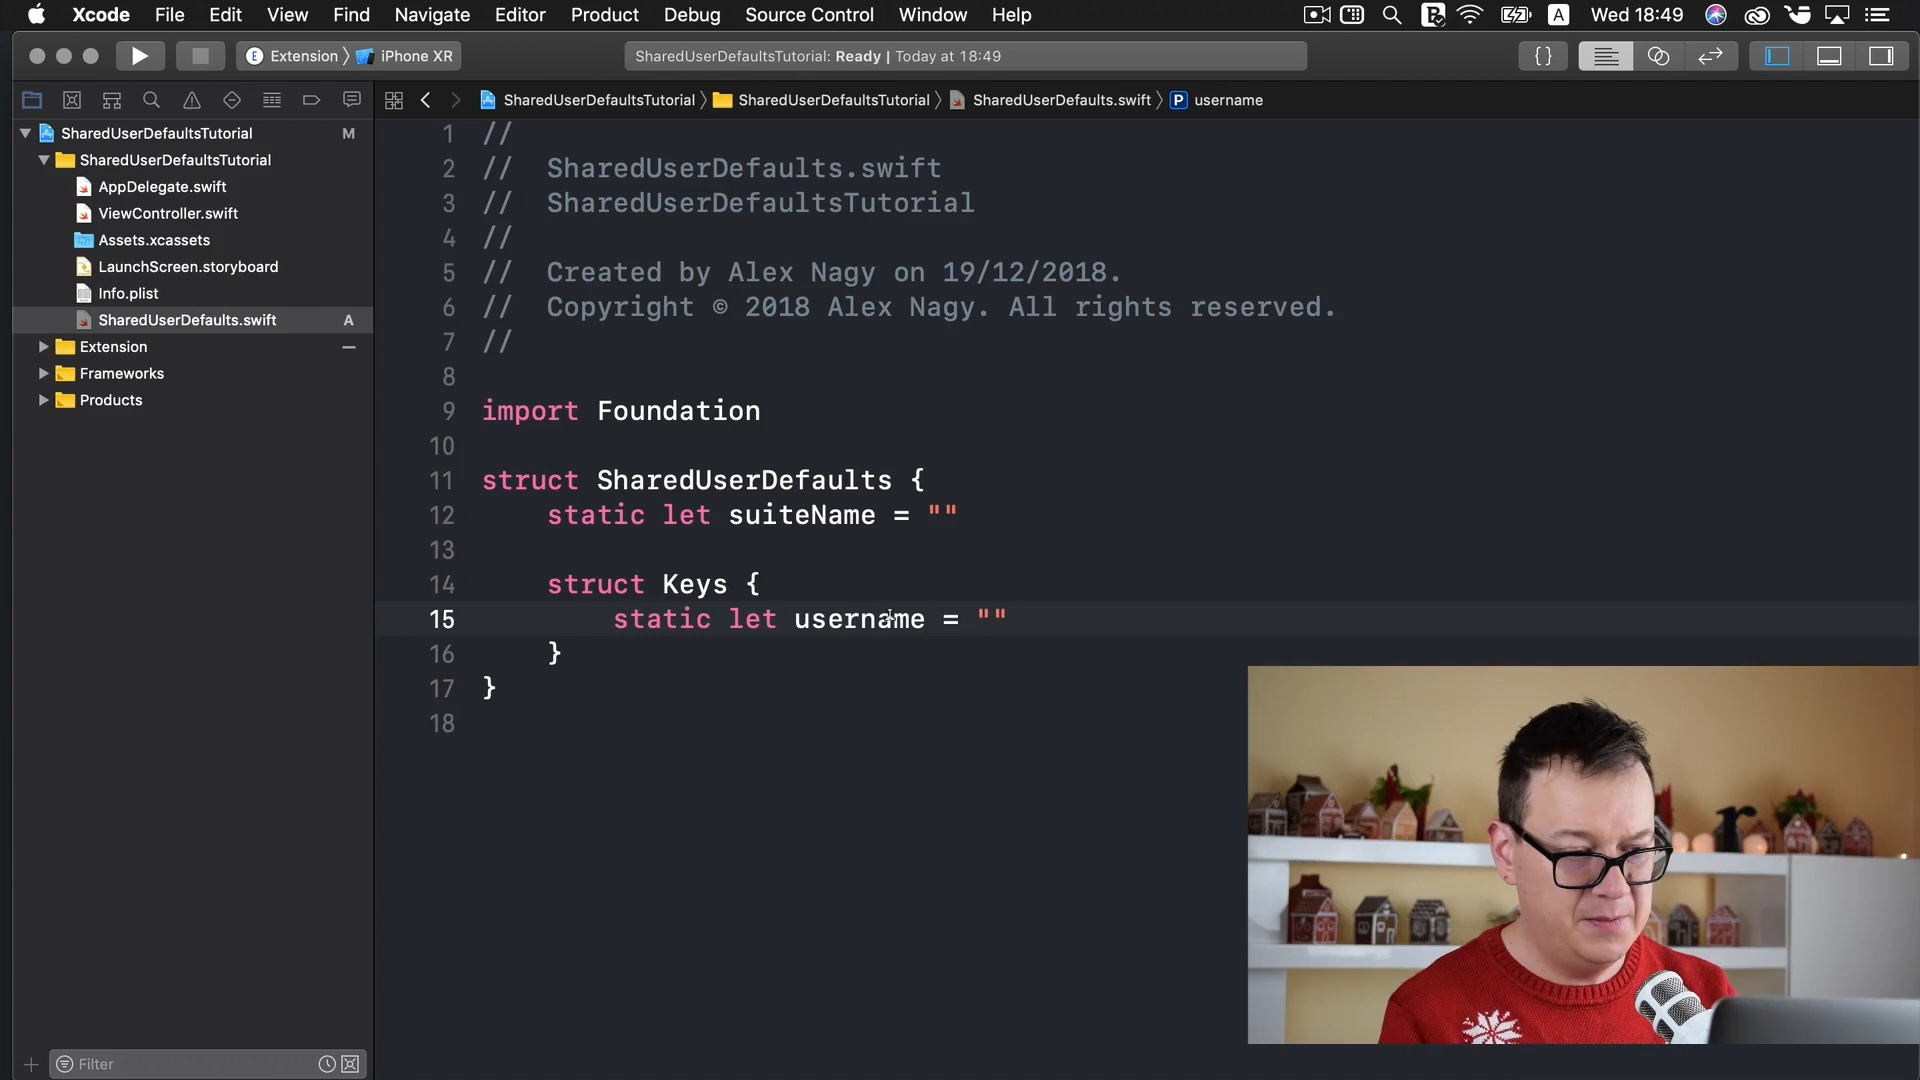 Xcode File Edit View Find Navigate Editor Product Debug Source Control Window Help A Wed 18:49
E Extension iPhone XR SharedUserDefaultsTutorial: Ready | Today at 18:49 {}
SharedUserDefaultsTutorial SharedUserDefaultsTutorial SharedUserDefaults.swift P username
SharedUserDefaultsTutorial M
SharedUserDefaultsTutorial
AppDelegate.swift
ViewController.swift
Assets.xcassets
LaunchScreen.storyboard
Info.plist
SharedUserDefaults.swift A
Extension
Frameworks
Products
Filter
1 //
2 // SharedUserDefaults.swift
3 // SharedUserDefaultsTutorial
4 //
5 // Created by Alex Nagy on 19/12/2018.
6 // Copyright © 2018 Alex Nagy. All rights reserved.
7 //
8
9 import Foundation
10
11 struct SharedUserDefaults {
12 static let suiteName = ""
13
14 struct Keys {
15 static let username = ""
16 }
17 }
18